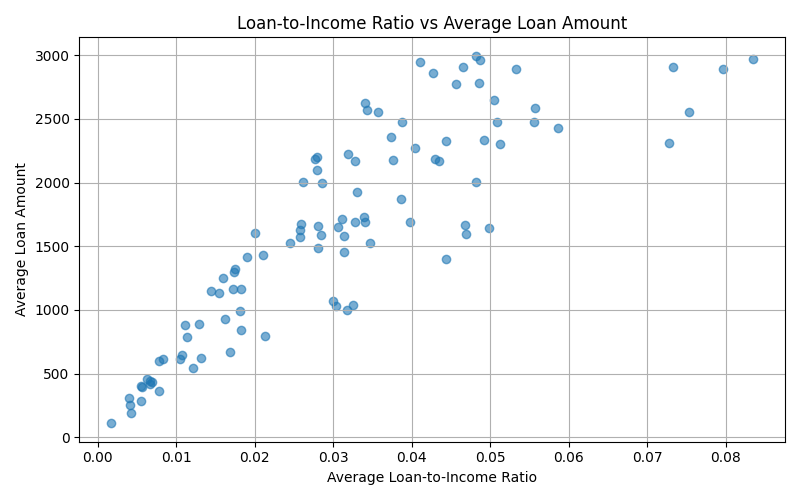 Loan-to-Income Ratio vs Average Loan Amount
3000
2500
2000
1500
1000
500
0
Average Loan Amount
0.00 0.01 0.02 0.03 0.04 0.05 0.06 0.07 0.08
Average Loan-to-Income Ratio